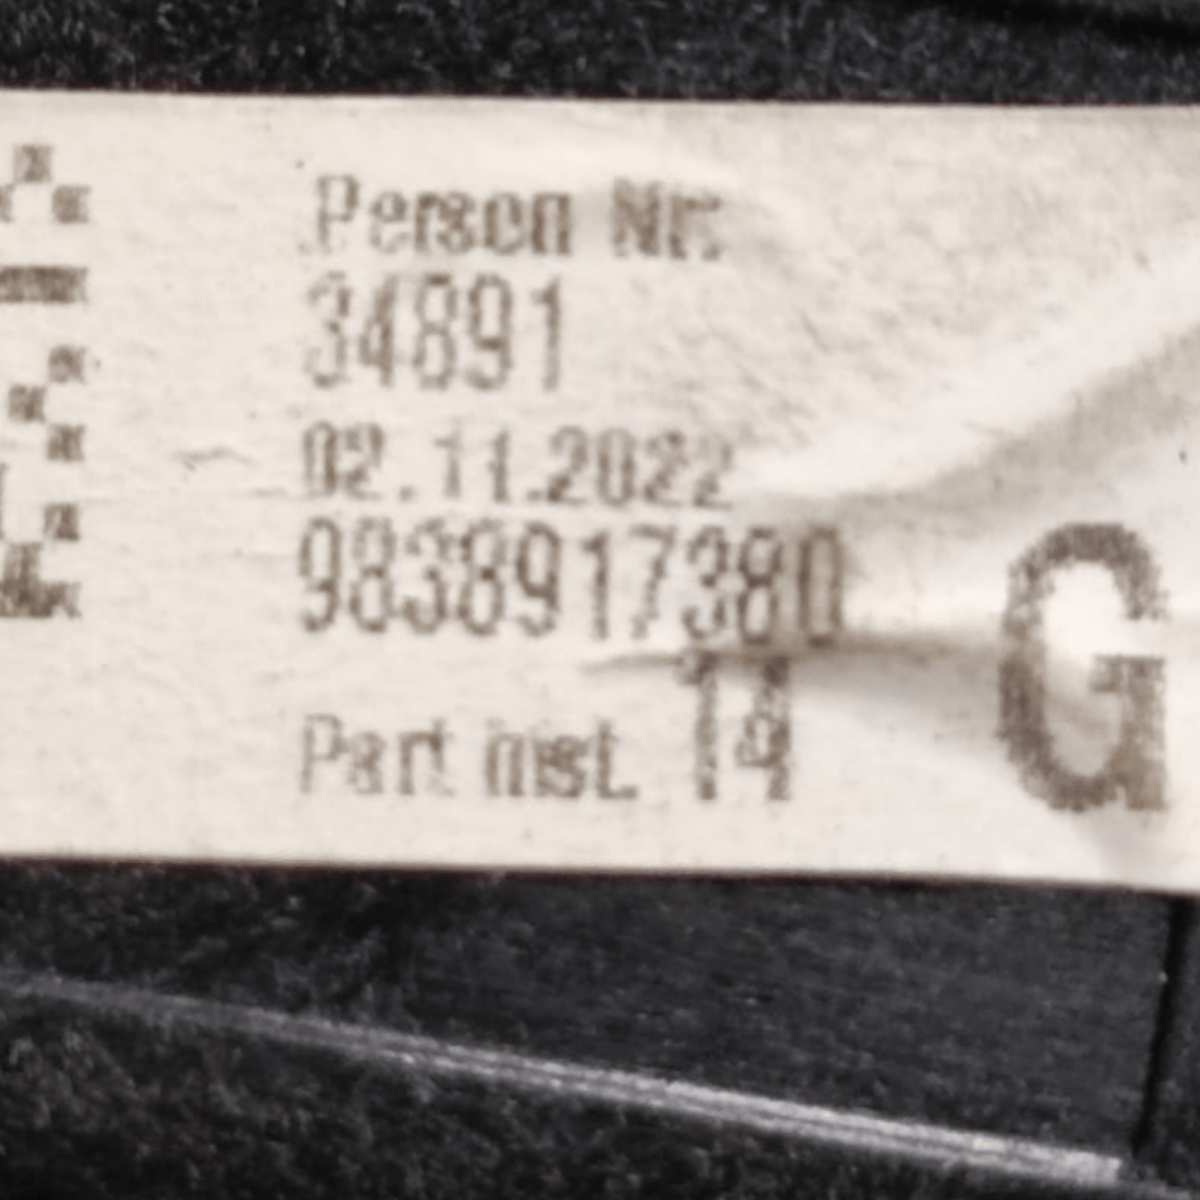 Person Nr.
34891
02.11.2022
9838917380
Part inst. 14
G